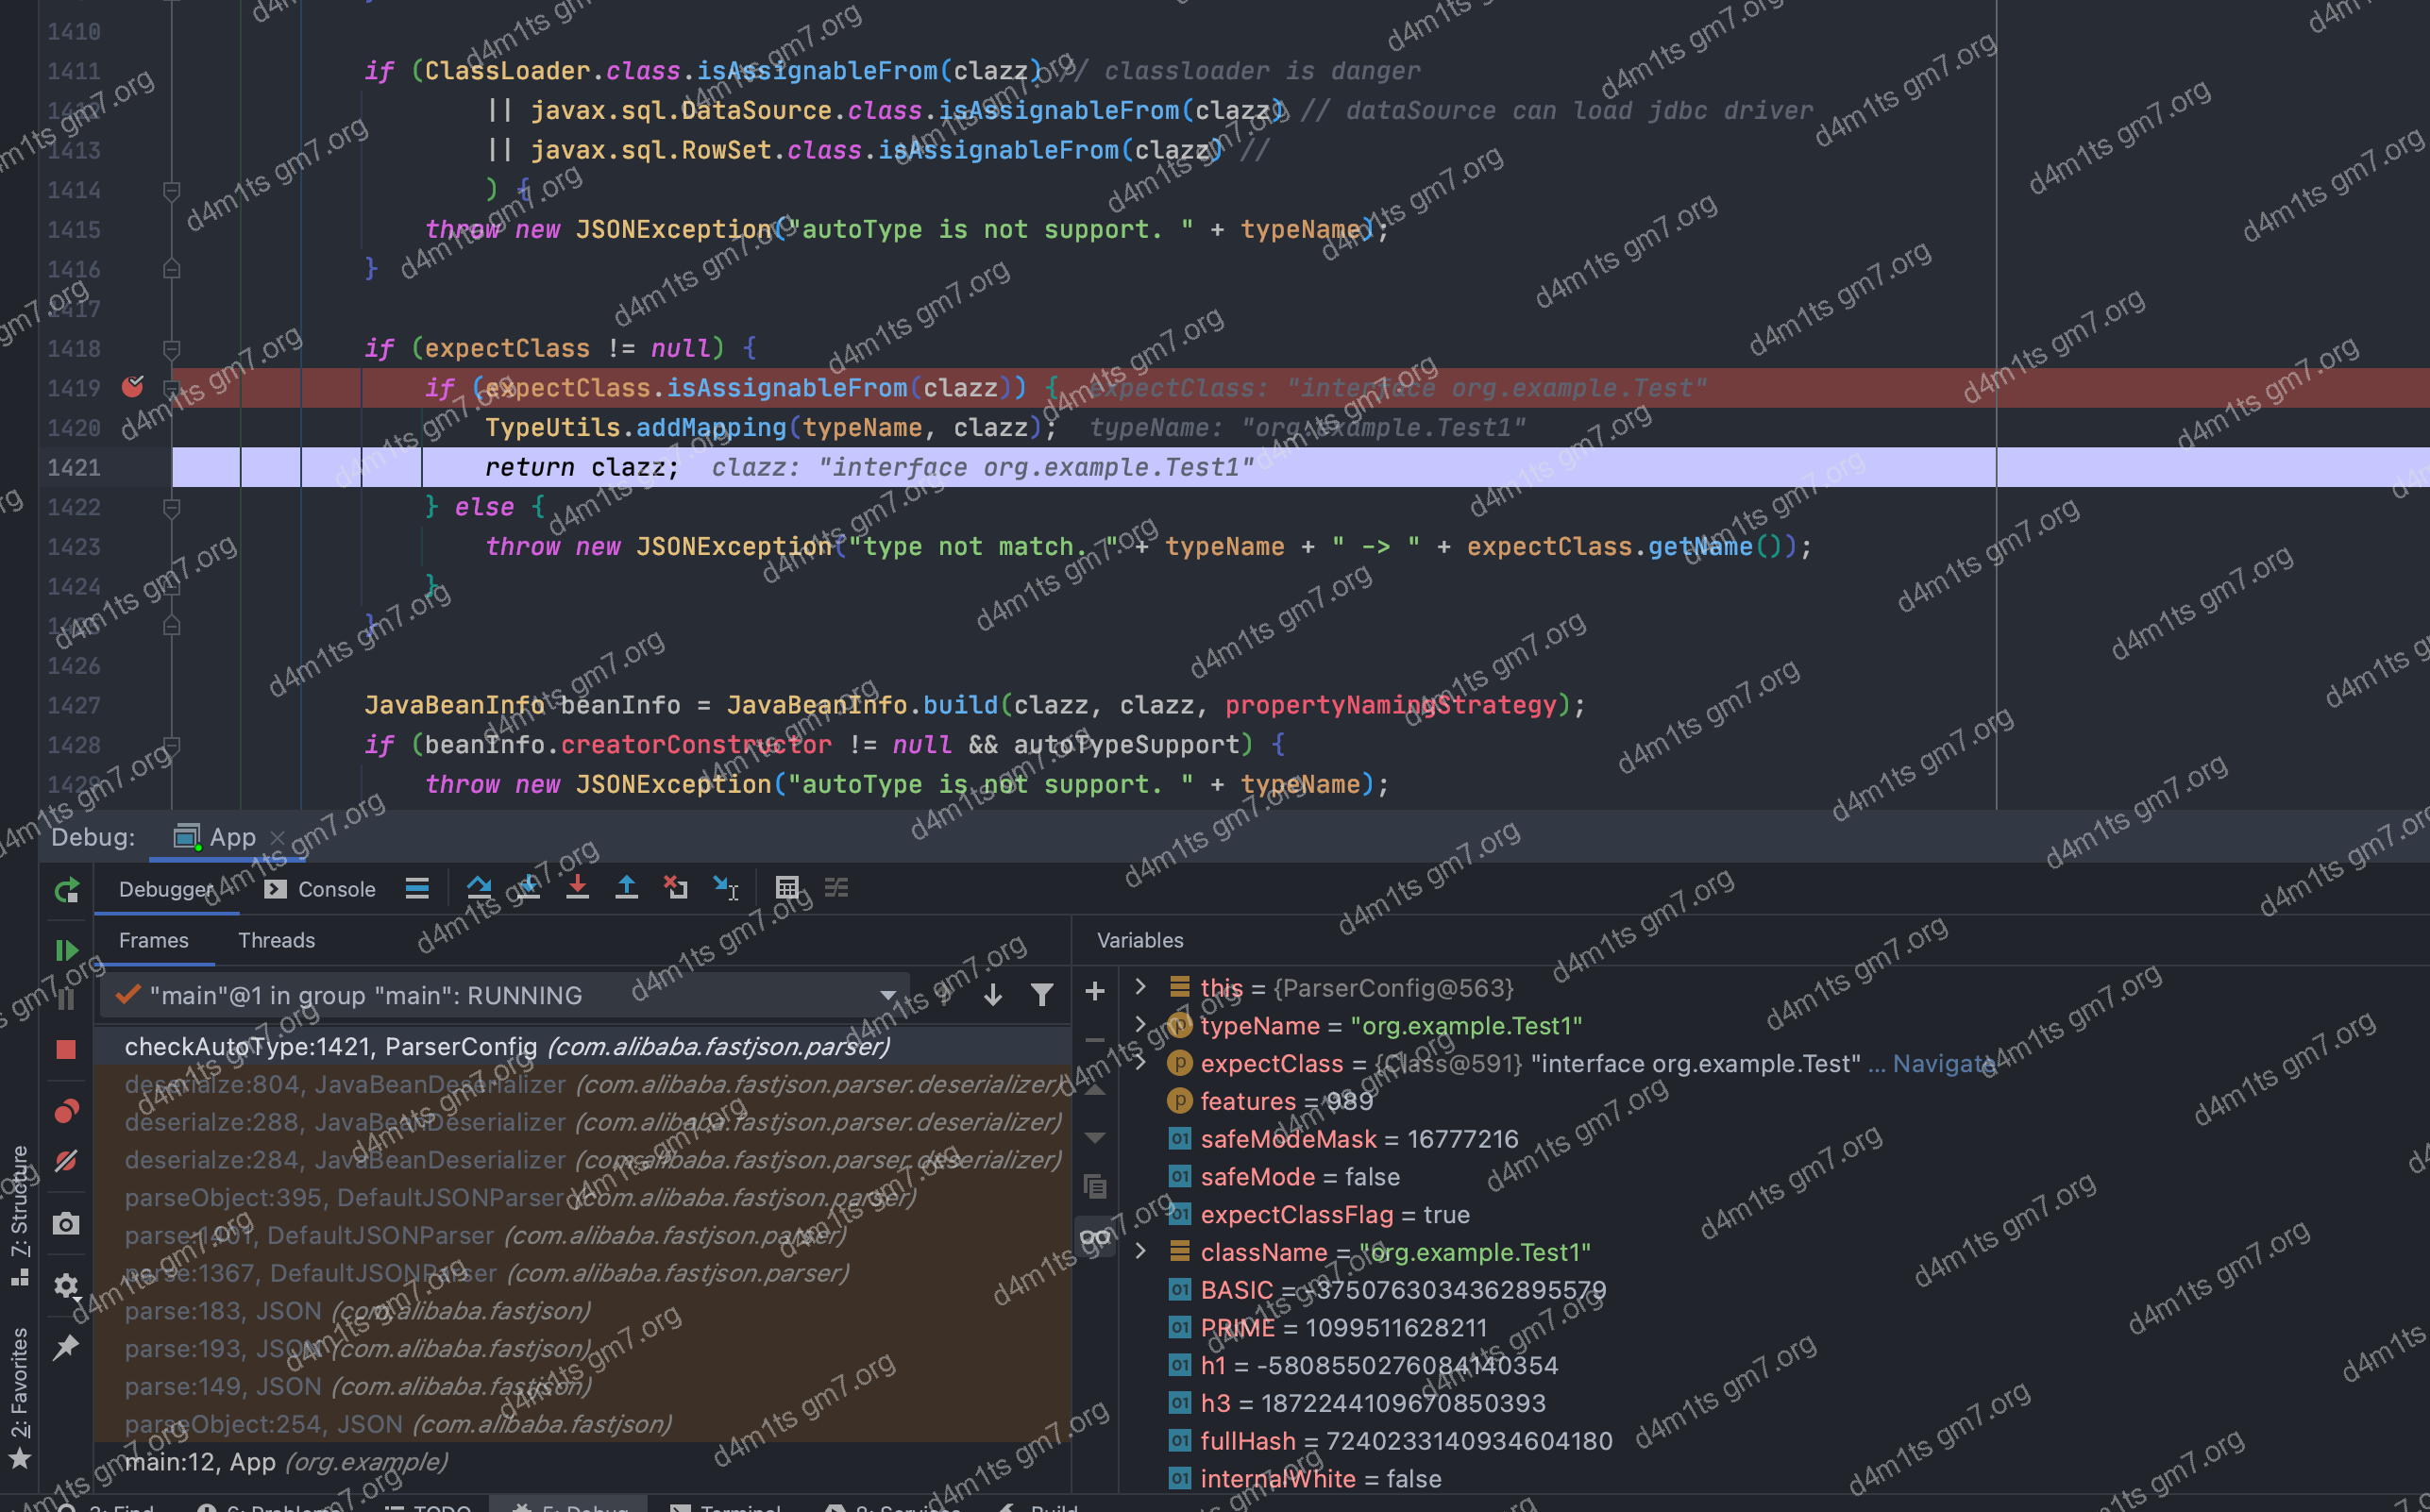 1410
1411 if (ClassLoader.class.isAssignableFrom(clazz) // classloader is danger
1412 || javax.sql.DataSource.class.isAssignableFrom(clazz) // dataSource can load jdbc driver
1413 || javax.sql.RowSet.class.isAssignableFrom(clazz) //
1414 ) {
1415 throw new JSONException("autoType is not support. " + typeName);
1416 }
1417
1418 if (expectClass != null) {
1419 if (expectClass.isAssignableFrom(clazz)) { expectClass: "interface org.example.Test"
1420 TypeUtils.addMapping(typeName, clazz); typeName: "org.example.Test1"
1421 return clazz; clazz: "interface org.example.Test1"
1422 } else {
1423 throw new JSONException("type not match. " + typeName + " -> " + expectClass.getName());
1424 }
1425 }
1426
1427 JavaBeanInfo beanInfo = JavaBeanInfo.build(clazz, clazz, propertyNamingStrategy);
1428 if (beanInfo.creatorConstructor != null && autoTypeSupport) {
1429 throw new JSONException("autoType is not support. " + typeName);
Debug: App
Debugger Console
Frames Threads
"main"@1 in group "main": RUNNING
checkAutoType:1421, ParserConfig (com.alibaba.fastjson.parser)
deserialze:804, JavaBeanDeserializer (com.alibaba.fastjson.parser.deserializer)
deserialze:288, JavaBeanDeserializer (com.alibaba.fastjson.parser.deserializer)
deserialze:284, JavaBeanDeserializer (com.alibaba.fastjson.parser.deserializer)
parseObject:395, DefaultJSONParser (com.alibaba.fastjson.parser)
parse:1401, DefaultJSONParser (com.alibaba.fastjson.parser)
parse:1367, DefaultJSONParser (com.alibaba.fastjson.parser)
parse:183, JSON (com.alibaba.fastjson)
parse:193, JSON (com.alibaba.fastjson)
parse:149, JSON (com.alibaba.fastjson)
parseObject:254, JSON (com.alibaba.fastjson)
main:12, App (org.example)
Variables
this = {ParserConfig@563}
typeName = "org.example.Test1"
expectClass = {Class@591} "interface org.example.Test" ... Navigate
features = 989
safeModeMask = 16777216
safeMode = false
expectClassFlag = true
className = "org.example.Test1"
BASIC = -3750763034362895579
PRIME = 1099511628211
h1 = -5808550276084140354
h3 = 1872244109670850393
fullHash = 7240233140934604180
internalWhite = false
7: Structure
2: Favorites
3: Find 6: Problems TODO 5: Debug Terminal 8: Services Build
d4m1ts gm7.org